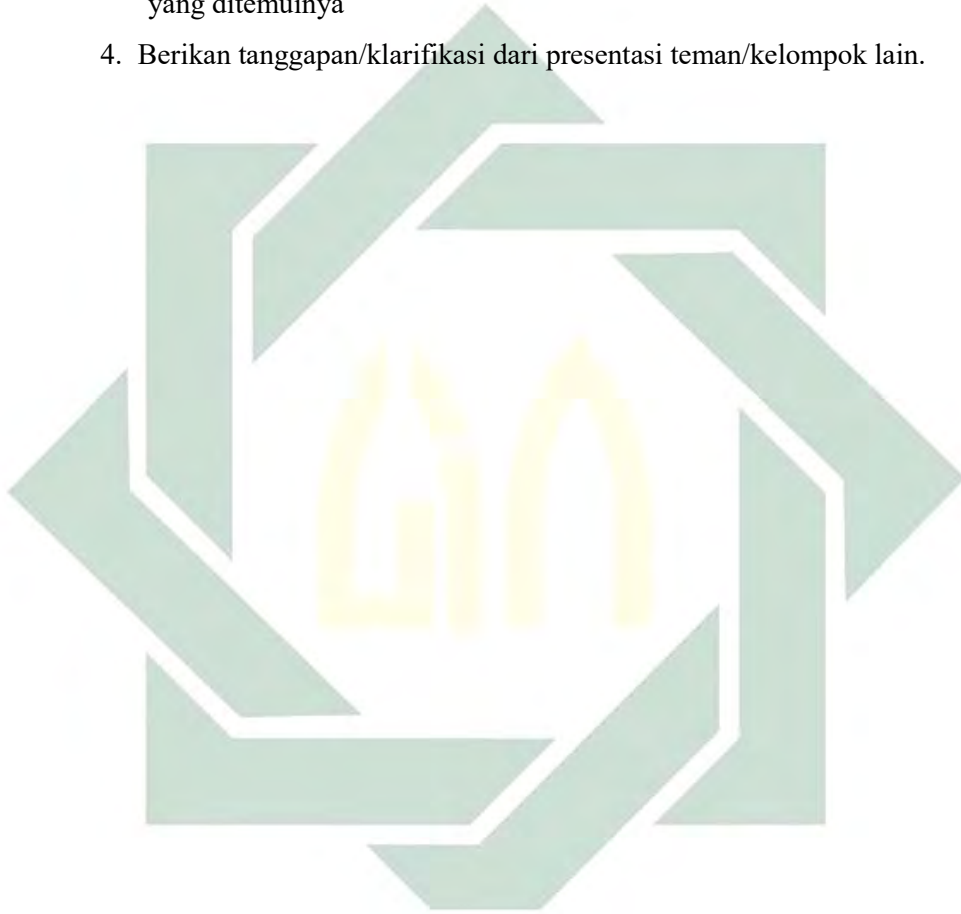 yang ditemuinya
4. Berikan tanggapan/klarifikasi dari presentasi teman/kelompok lain.